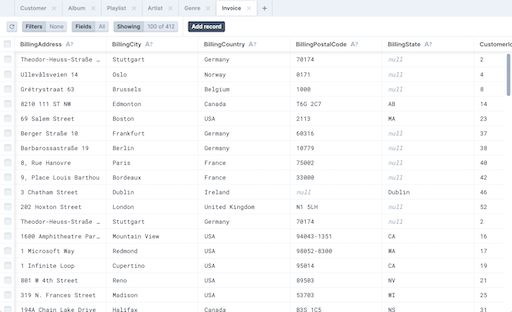 Customer Album Playlist Artist Genre Invoice +
Filters None Fields All Showing 100 of 412 Add record
BillingAddress A? BillingCity A? BillingCountry A? BillingPostalCode A? BillingState A? CustomerId
Theodor-Heuss-Straße … Stuttgart Germany 70174 null 2
Ullevålsveien 14 Oslo Norway 0171 null 4
Grétrystraat 63 Brussels Belgium 1000 null 8
8210 111 ST NW Edmonton Canada T6G 2C7 AB 14
69 Salem Street Boston USA 2113 MA 23
Berger Straße 10 Frankfurt Germany 60316 null 37
Barbarossastraße 19 Berlin Germany 10779 null 38
8, Rue Hanovre Paris France 75002 null 40
9, Place Louis Barthou Bordeaux France 33000 null 42
3 Chatham Street Dublin Ireland null Dublin 46
202 Hoxton Street London United Kingdom N1 5LH null 52
Theodor-Heuss-Straße … Stuttgart Germany 70174 null 2
1600 Amphitheatre Par… Mountain View USA 94043-1351 CA 16
1 Microsoft Way Redmond USA 98052-8300 WA 17
1 Infinite Loop Cupertino USA 95014 CA 19
801 W 4th Street Reno USA 89503 NV 21
319 N. Frances Street Madison USA 53703 WI 25
194A Chain Lake Drive Halifax Canada B3S 1C5 NS 31